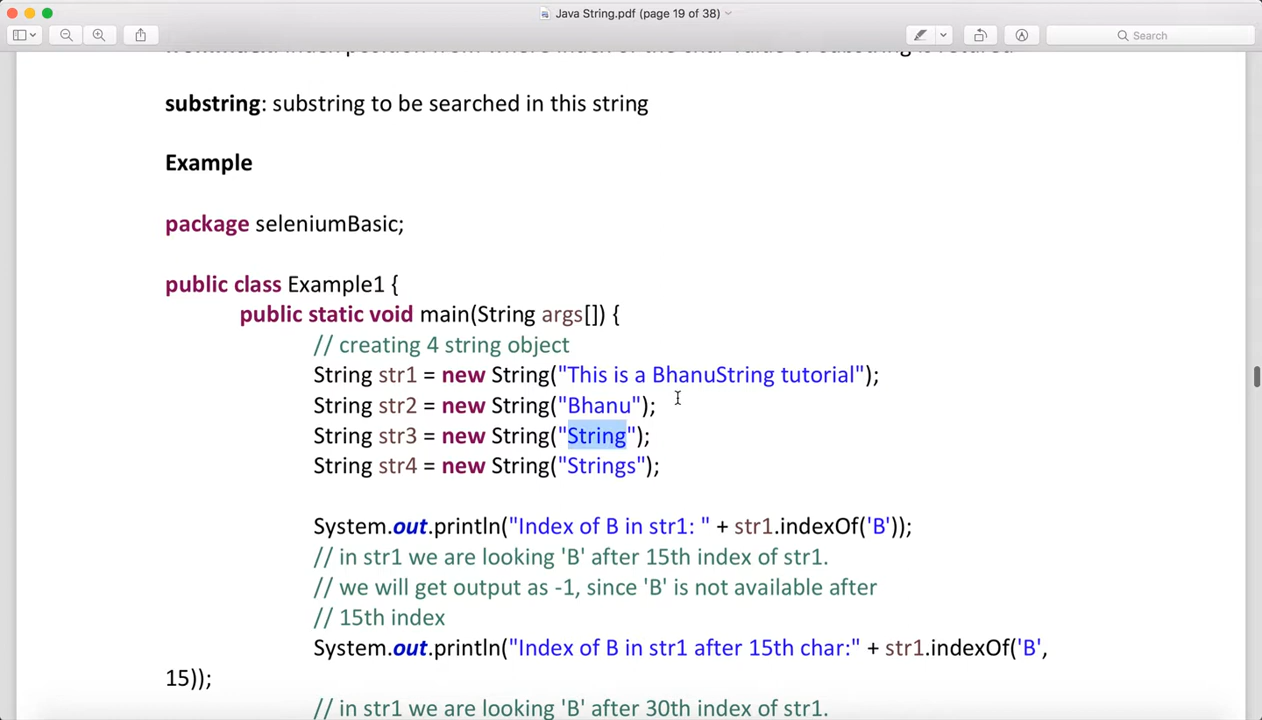 Java String.pdf (page 19 of 38)
Search
substring: substring to be searched in this string
Example
package seleniumBasic;
public class Example1 {
public static void main(String args[]) {
// creating 4 string object
String str1 = new String("This is a BhanuString tutorial");
String str2 = new String("Bhanu");
String str3 = new String("String");
String str4 = new String("Strings");
System.out.println("Index of B in str1: " + str1.indexOf('B'));
// in str1 we are looking 'B' after 15th index of str1.
// we will get output as -1, since 'B' is not available after
// 15th index
System.out.println("Index of B in str1 after 15th char:" + str1.indexOf('B',
15));
// in str1 we are looking 'B' after 30th index of str1.